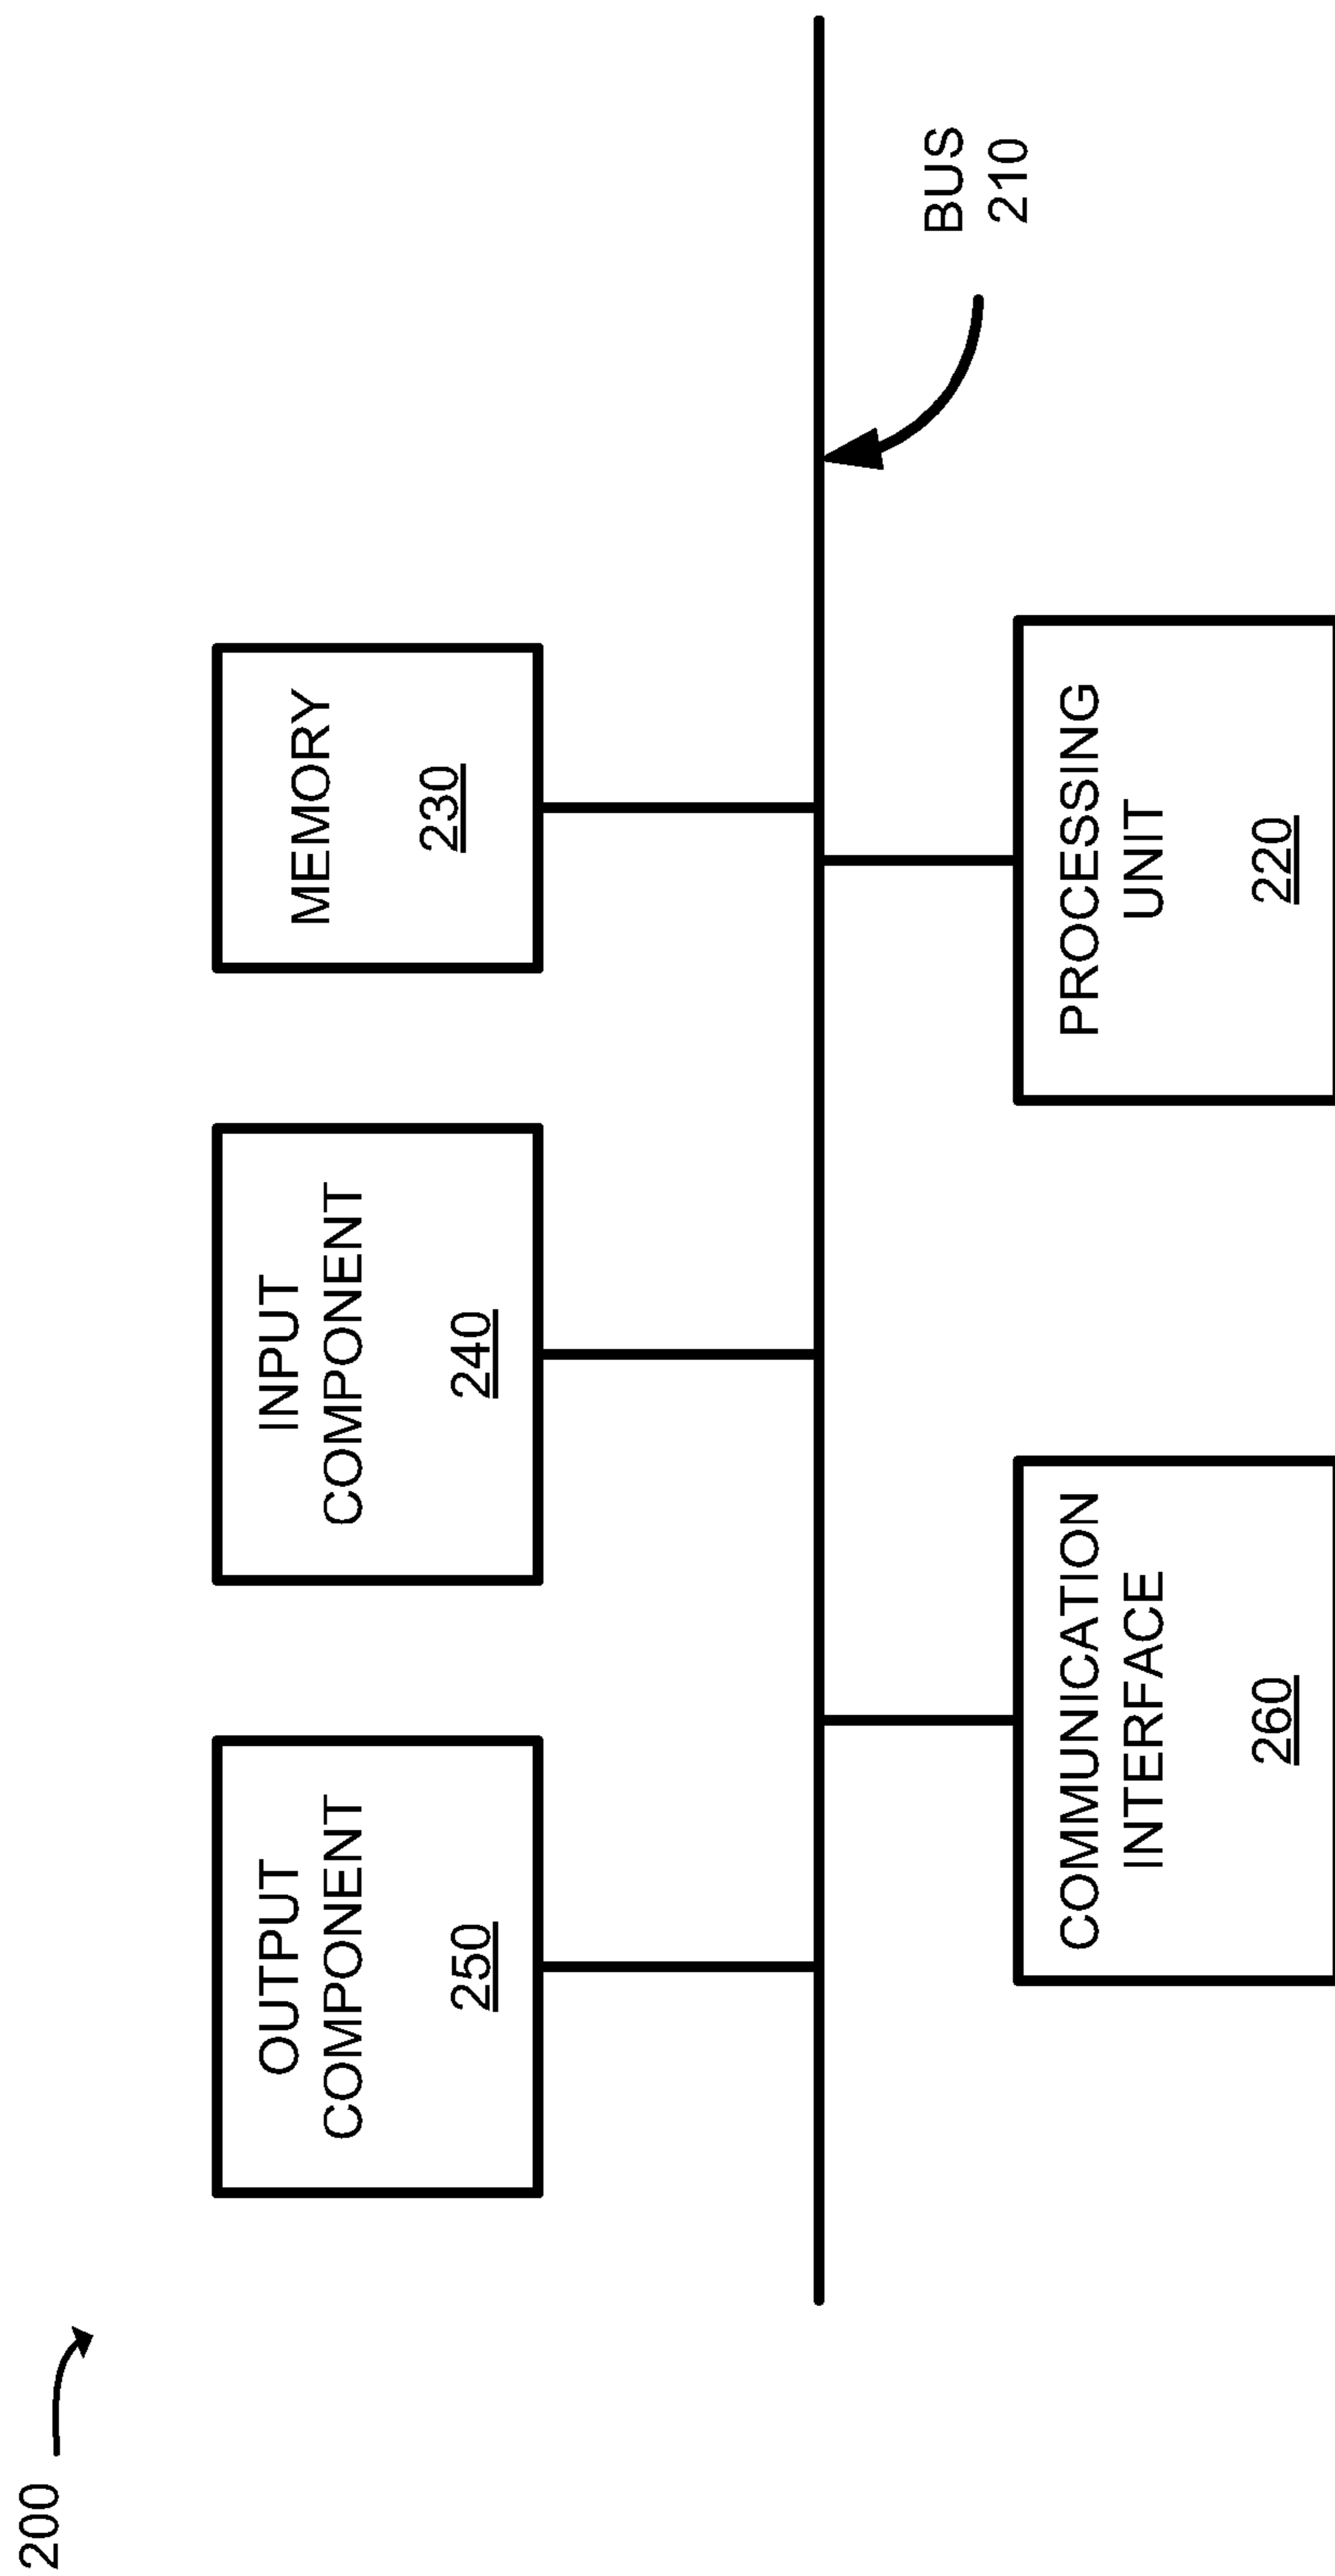 200
OUTPUT
COMPONENT
250
INPUT
COMPONENT
240
MEMORY
230
BUS
210
COMMUNICATION
INTERFACE
260
PROCESSING
UNIT
220